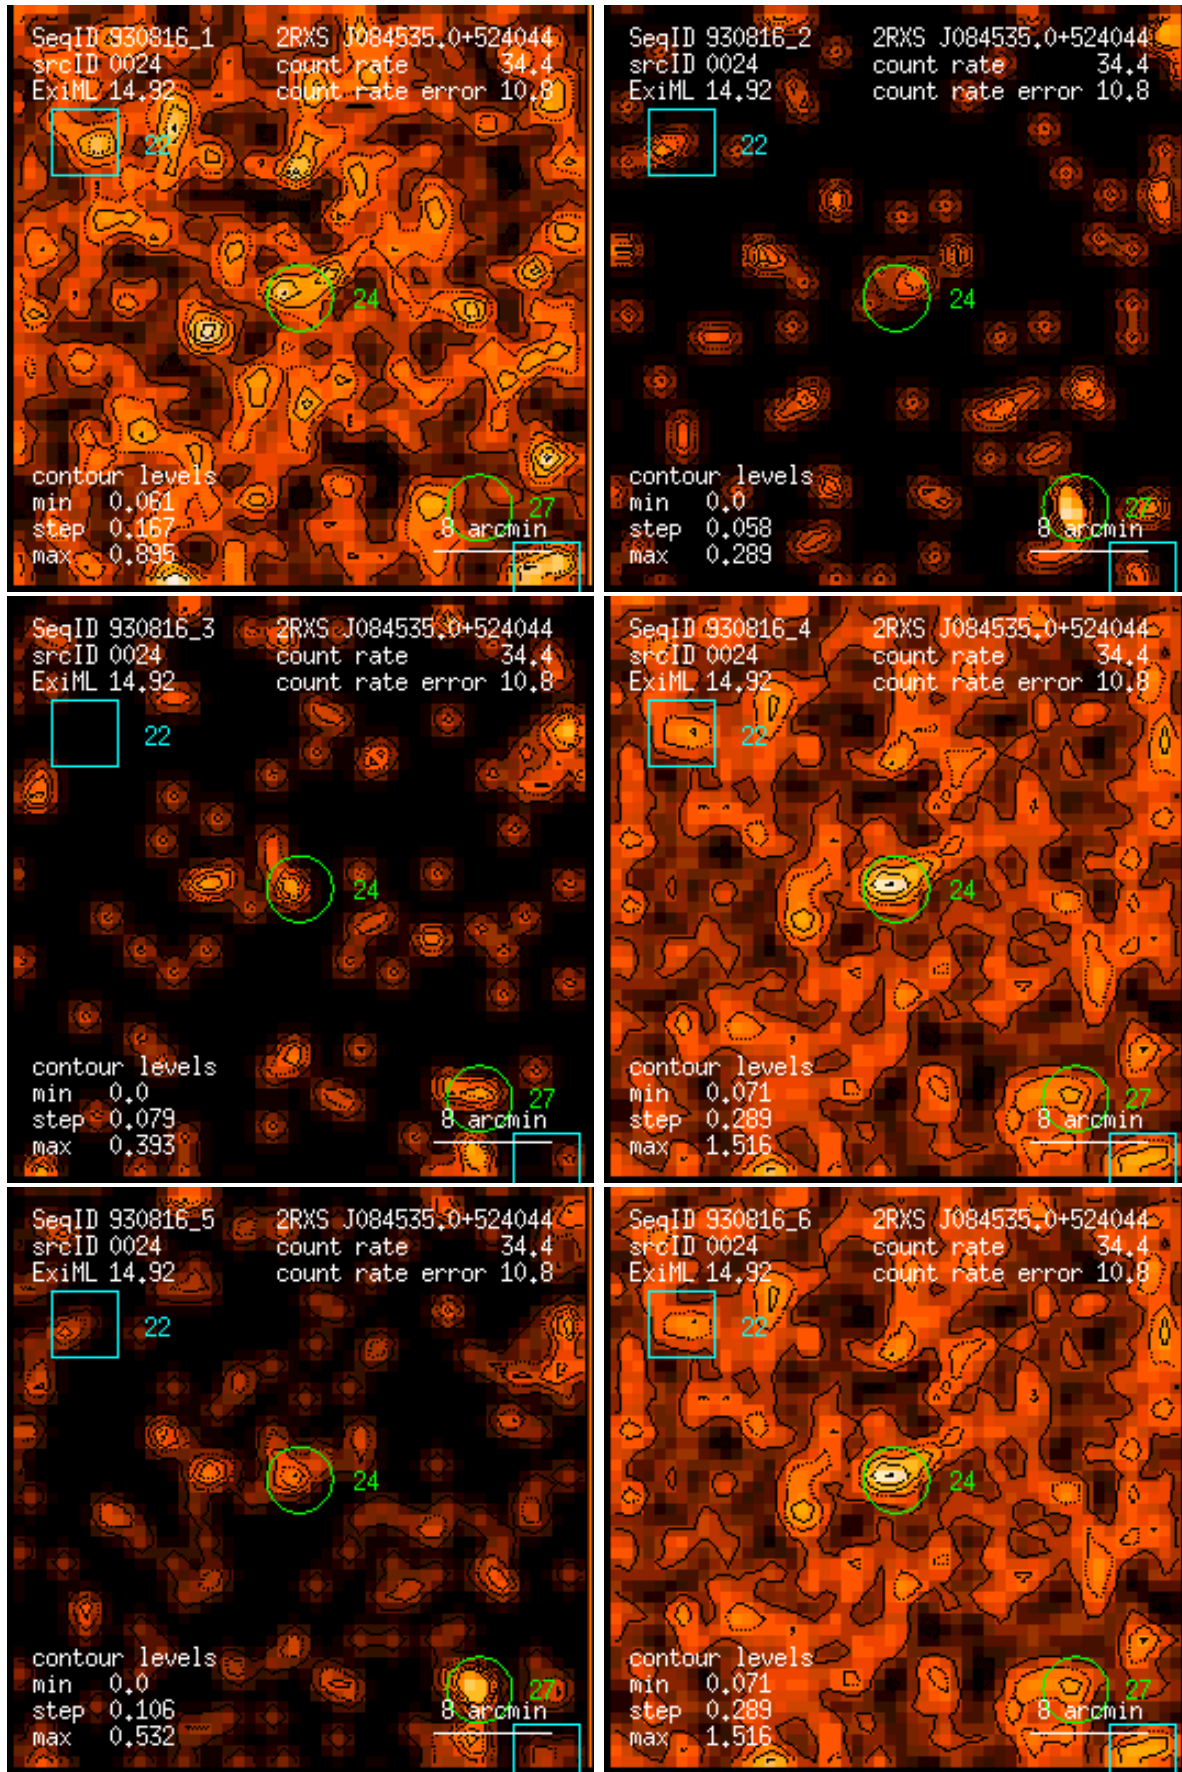 SeqID 930816_1 2RXS J084535.0+524044
srcID 0024 count rate 34.4
ExiML 14.92 count rate error 10.8
22
24
contour levels
min 0.061
27
step 0.167 8 arcmin
max 0.895
SeqID 930816_2 2RXS J084535.0+524044
srcID 0024 count rate 34.4
ExiML 14.92 count rate error 10.8
22
24
contour levels
min 0.0
27
step 0.058 8 arcmin
max 0.289
SeqID 930816_3 2RXS J084535.0+524044
srcID 0024 count rate 34.4
ExiML 14.92 count rate error 10.8
22
24
contour levels
min 0.0
27
step 0.079 8 arcmin
max 0.393
SeqID 930816_4 2RXS J084535.0+524044
srcID 0024 count rate 34.4
ExiML 14.92 count rate error 10.8
22
24
contour levels
min 0.071
27
step 0.289 8 arcmin
max 1.516
SeqID 930816_5 2RXS J084535.0+524044
srcID 0024 count rate 34.4
ExiML 14.92 count rate error 10.8
22
24
contour levels
min 0.0
27
step 0.106 8 arcmin
max 0.532
SeqID 930816_6 2RXS J084535.0+524044
srcID 0024 count rate 34.4
ExiML 14.92 count rate error 10.8
22
24
contour levels
min 0.071
27
step 0.289 8 arcmin
max 1.516